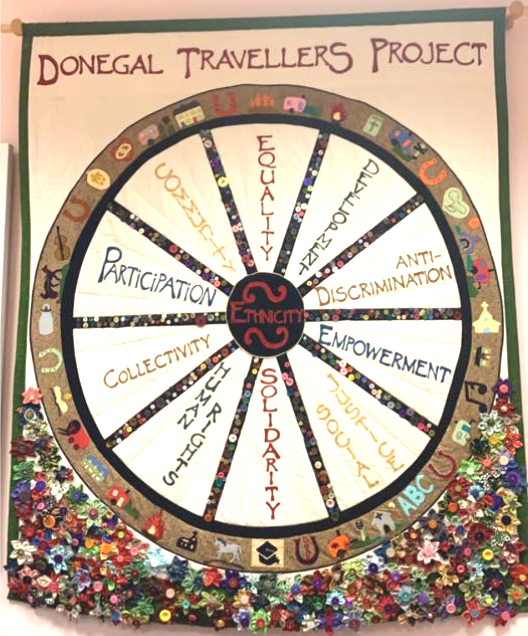 DONEGAL TRAVELLERS PROJECT
EQUALITY
DEVELOPMENT
ANTI-
DISCRIMINATION
EMPOWERMENT
SOCIAL
JUSTICE
SOLIDARITY
HUMAN
RIGHTS
COLLECTIVITY
PARTICIPATION
COMMUNITY
ETHNICITY
ABC